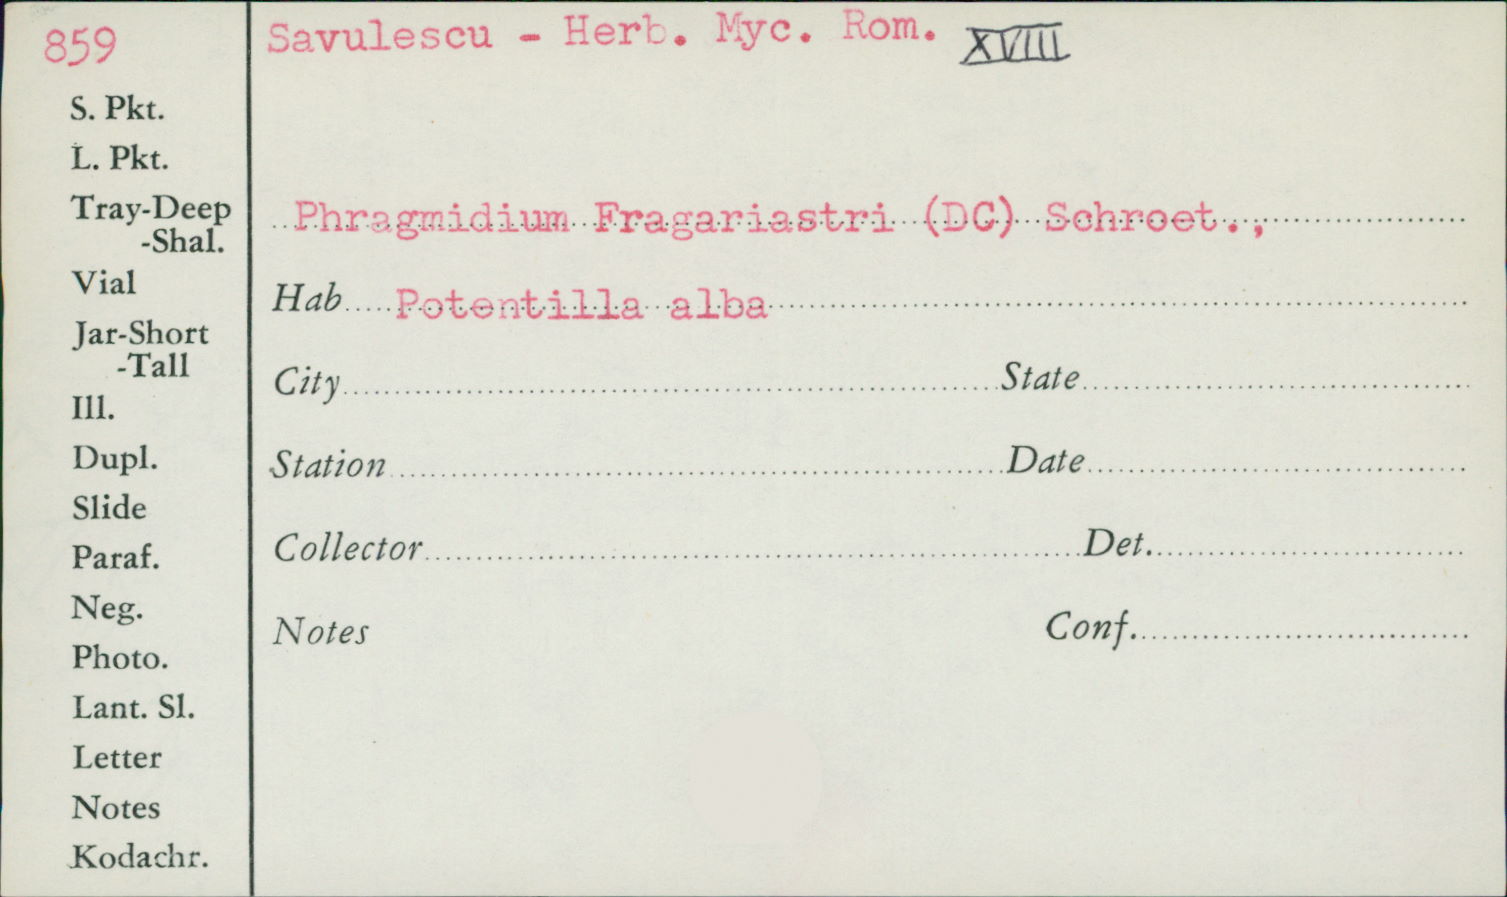 859
Savulescu - Herb. Myc. Rom. XVIII
S. Pkt.
L. Pkt.
Tray-Deep
-Shal.
Vial
Jar-Short
-Tall
Ill.
Dupl.
Slide
Paraf.
Neg.
Photo.
Lant. Sl.
Letter
Notes
Kodachr.
Phragmidium Fragariastri (DC) Schroet.,
Hab. Potentilla alba
City State
Station Date
Collector Det.
Notes Conf.